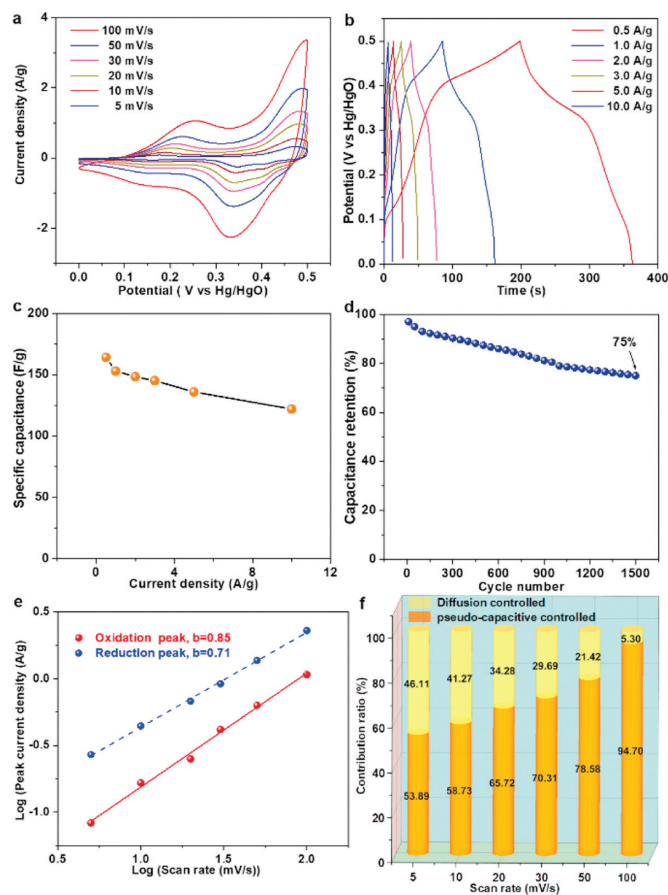 a
100 mV/s
50 mV/s
30 mV/s
20 mV/s
10 mV/s
5 mV/s
Current density (A/g)
4
2
0
-2
0.0 0.1 0.2 0.3 0.4 0.5
Potential ( V vs Hg/HgO)
b
0.5 A/g
1.0 A/g
2.0 A/g
3.0 A/g
5.0 A/g
10.0 A/g
Potential (V vs Hg/HgO)
0.5
0.4
0.3
0.2
0.1
0.0
0 100 200 300 400
Time (s)
c
Specific capacitance (F/g)
200
150
100
50
0
0 4 8 12
Current density (A/g)
d
75%
Capacitance retention (%)
100
80
60
40
20
0
0 300 600 900 1200 1500
Cycle number
e
Oxidation peak, b=0.85
Reduction peak, b=0.71
Log (Peak current density (A/g)
0.5
0.0
-0.5
-1.0
0.5 1.0 1.5 2.0
Log (Scan rate (mV/s))
f
Diffusion controlled
pseudo-capacitive controlled
Contribution ratio (%)
100
80
60
40
20
0
46.11 41.27 34.28 29.69 21.42 5.30
53.89 58.73 65.72 70.31 78.58 94.70
5 10 20 30 50 100
Scan rate (mV/s)